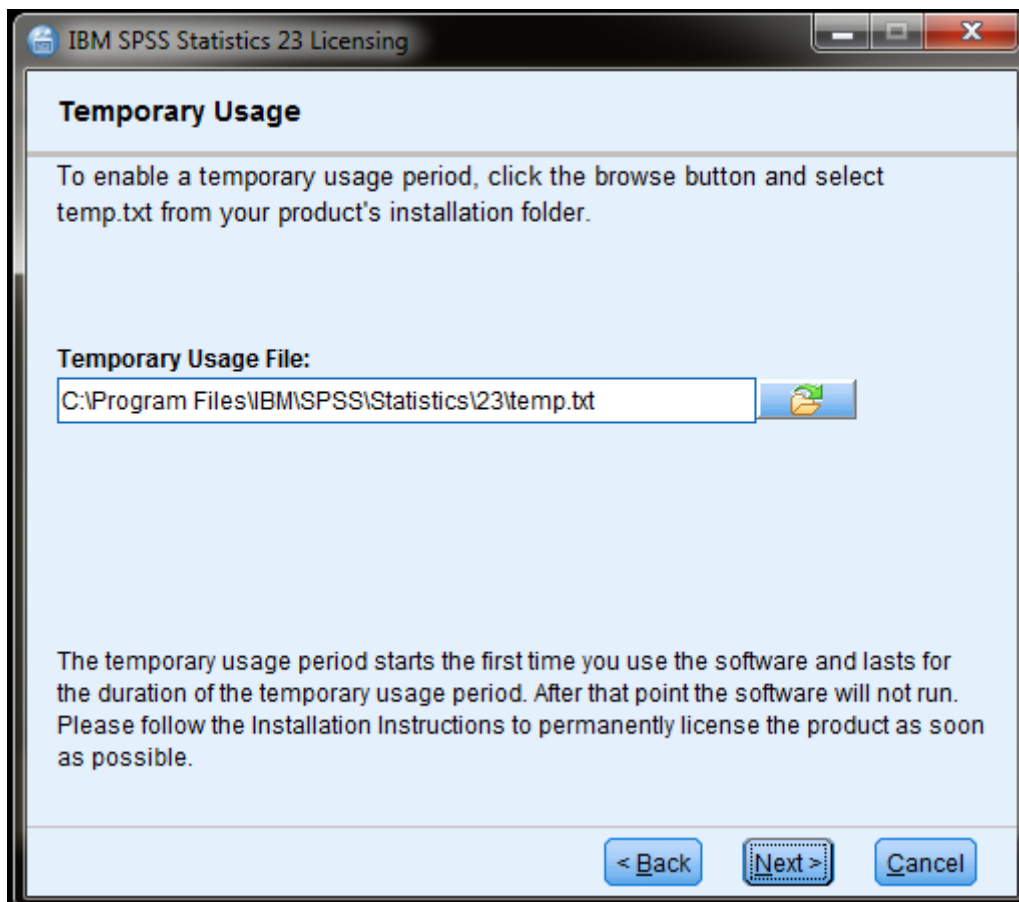 IBM SPSS Statistics 23 Licensing
Temporary Usage
To enable a temporary usage period, click the browse button and select
temp.txt from your product's installation folder.
Temporary Usage File:
C:\Program Files\IBM\SPSS\Statistics\23\temp.txt
The temporary usage period starts the first time you use the software and lasts for
the duration of the temporary usage period. After that point the software will not run.
Please follow the Installation Instructions to permanently license the product as soon
as possible.
< Back Next > Cancel